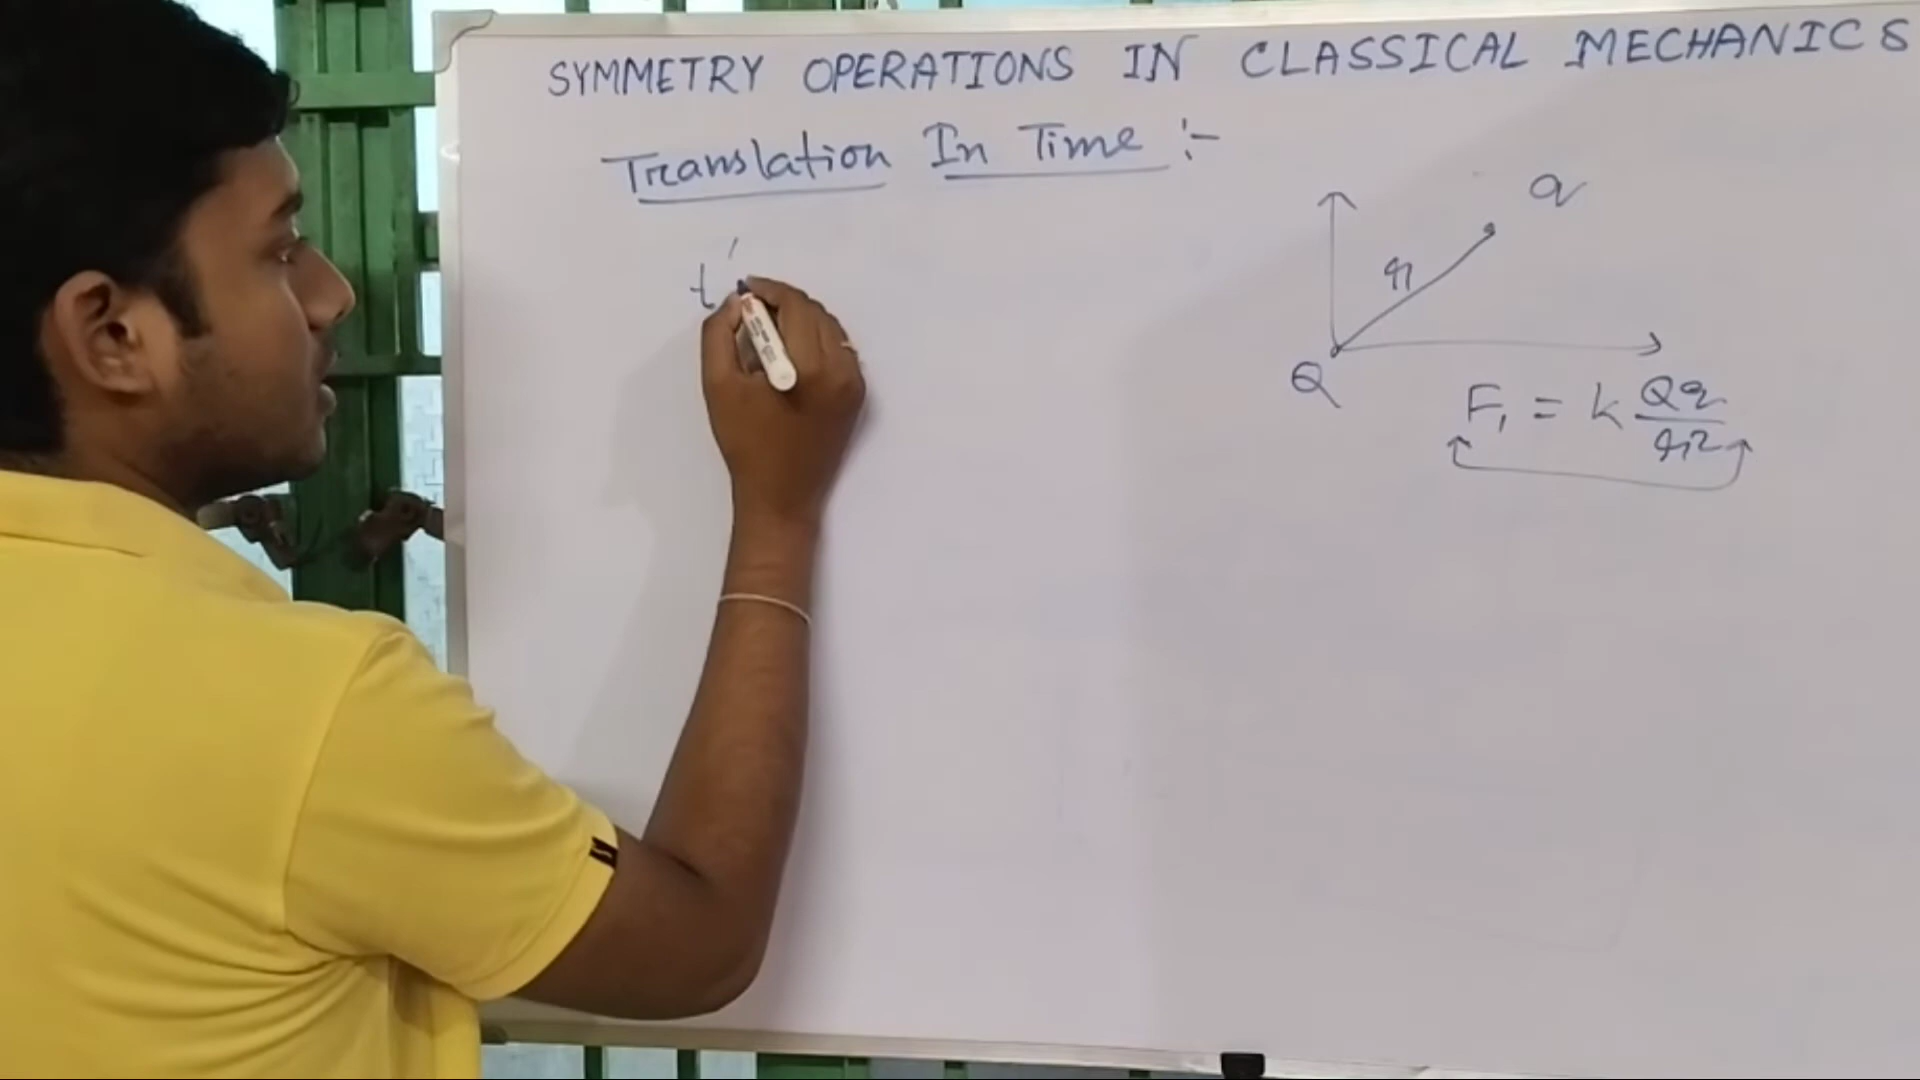 SYMMETRY OPERATIONS IN CLASSICAL MECHANICS
Translation In Time :-
t'
q
r
Q
F₁ = k Qq/r²